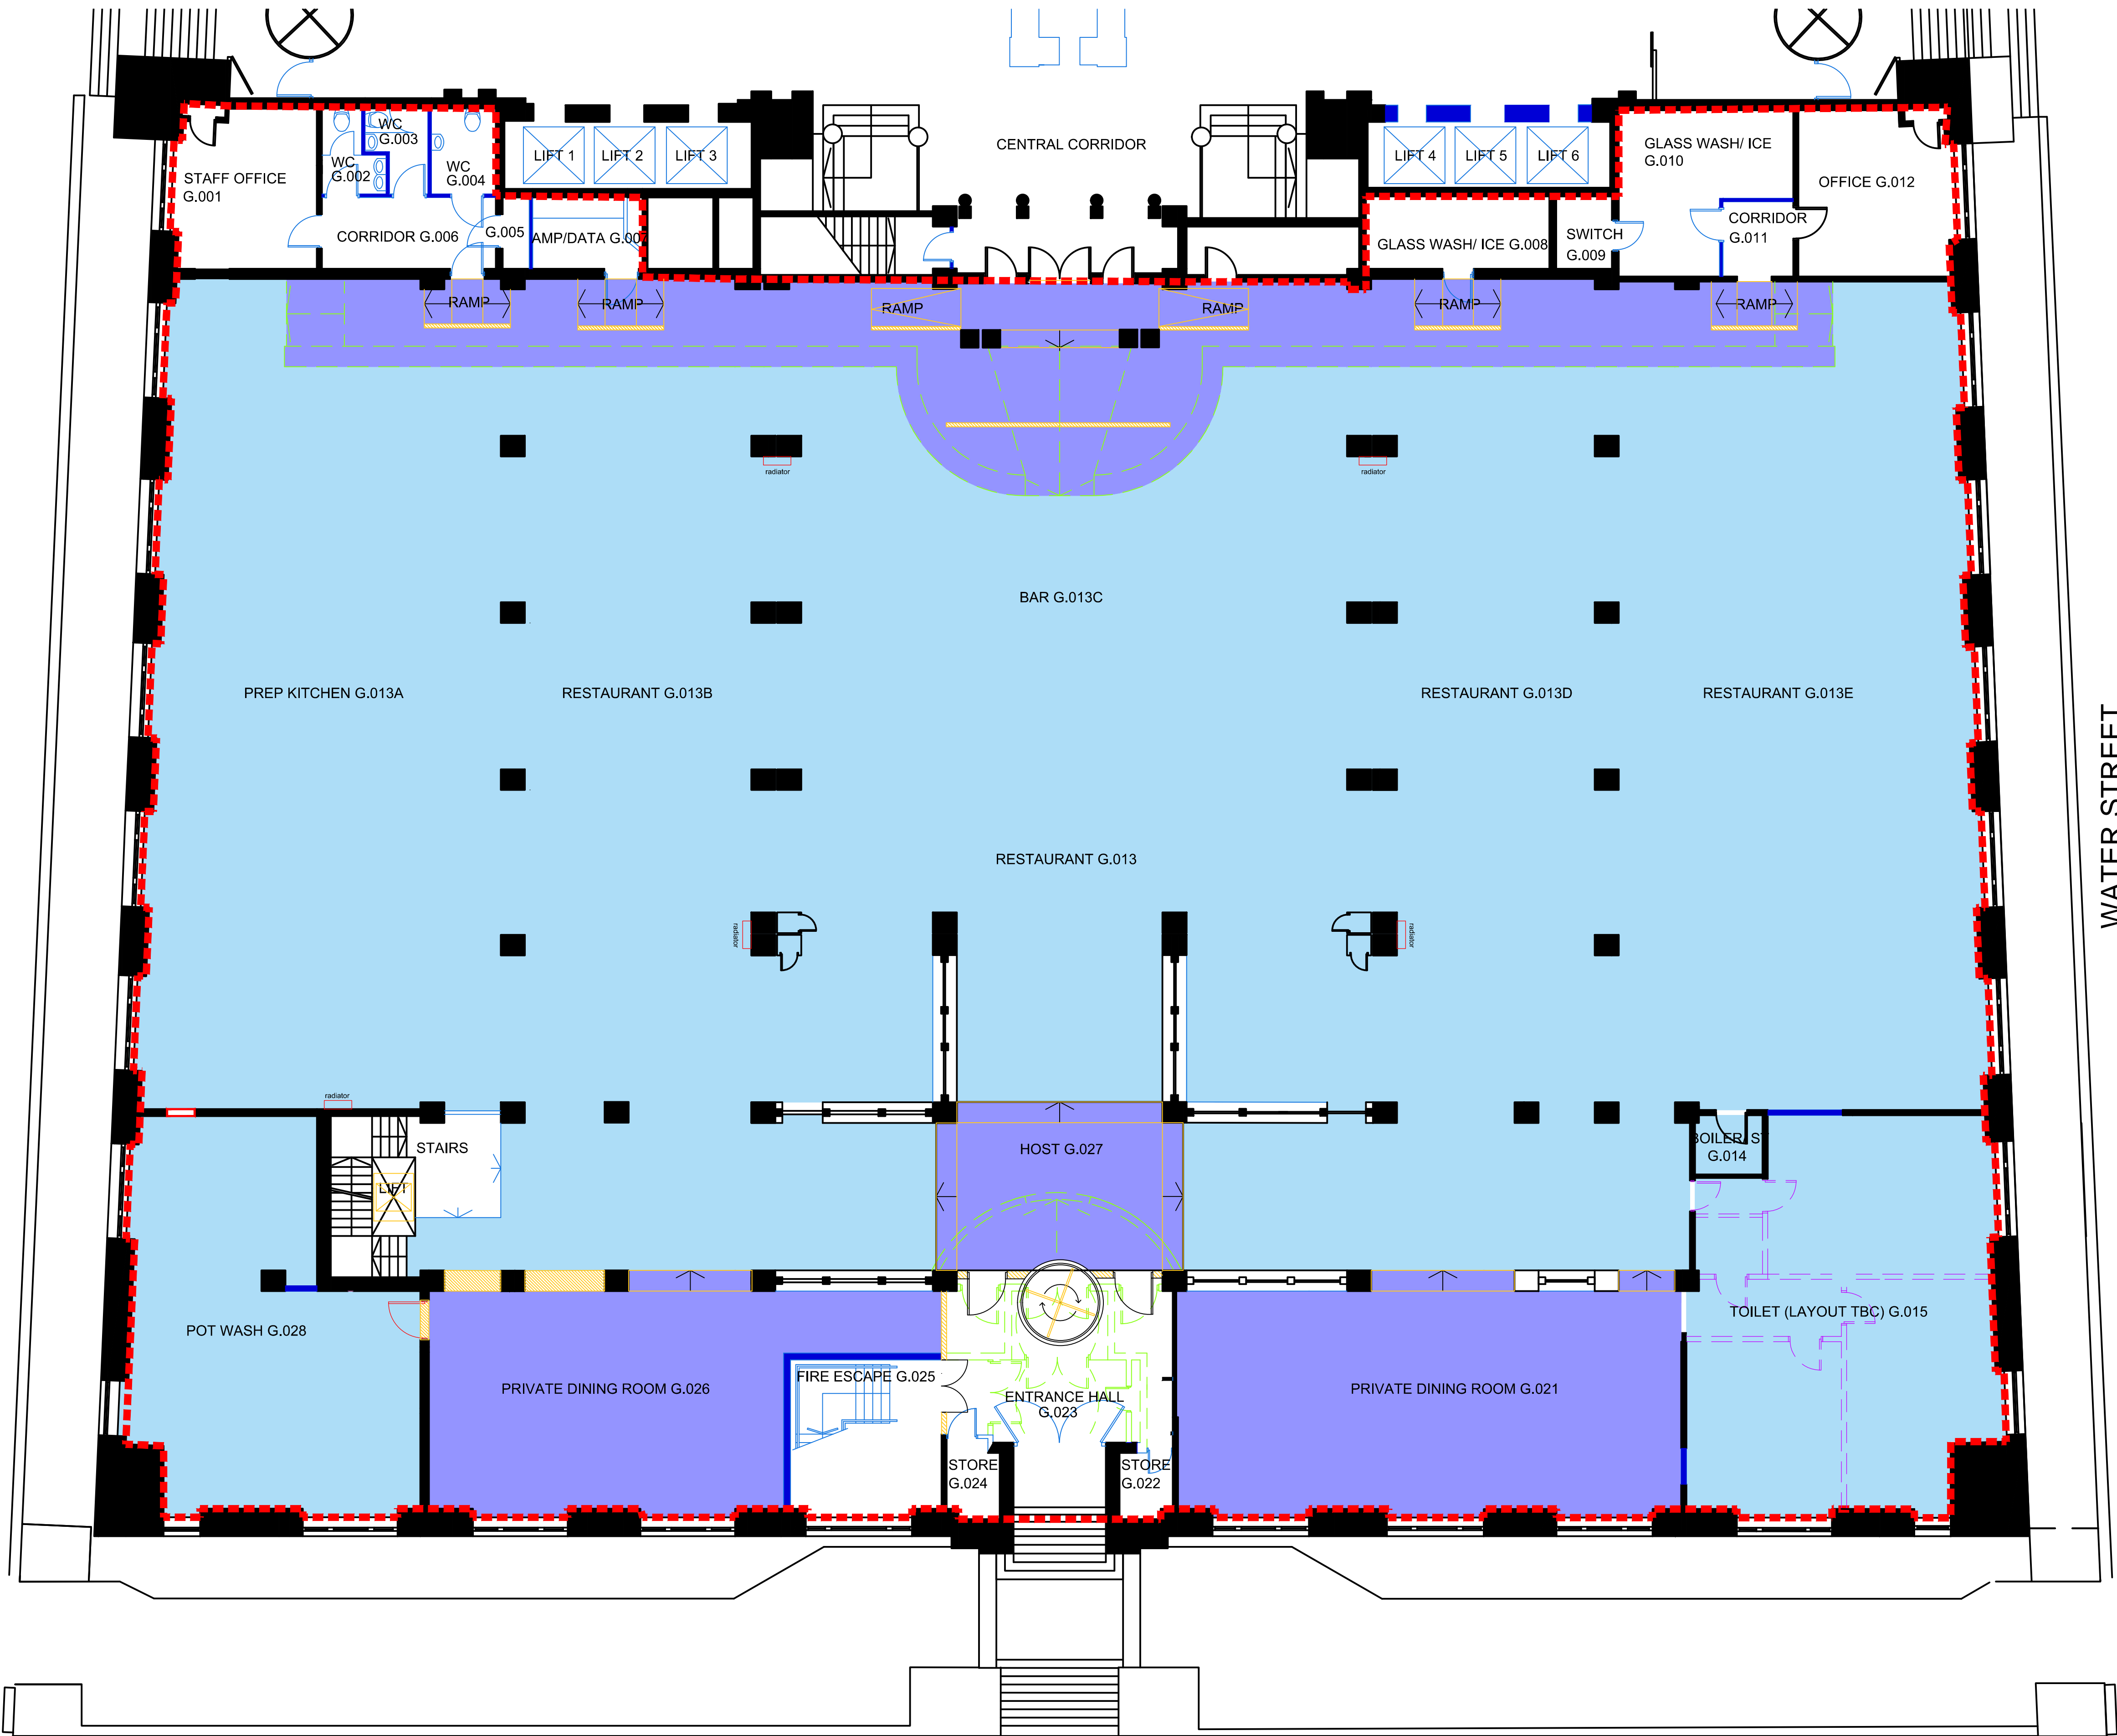 CENTRAL CORRIDOR
WC
G.003
WC
G.002
WC
G.004
LIFT 1
LIFT 2
LIFT 3
LIFT 4
LIFT 5
LIFT 6
GLASS WASH/ ICE
G.010
STAFF OFFICE
G.001
OFFICE G.012
CORRIDOR G.006
G.005
AMP/DATA G.00
GLASS WASH/ ICE G.008
SWITCH
G.009
CORRIDOR
G.011
RAMP
RAMP
RAMP
RAMP
RAMP
RAMP
radiator
radiator
BAR G.013C
PREP KITCHEN G.013A
RESTAURANT G.013B
RESTAURANT G.013D
RESTAURANT G.013E
WATER STREET
RESTAURANT G.013
radiator
radiator
radiator
STAIRS
LIFT
HOST G.027
BOILER/ ST
G.014
POT WASH G.028
TOILET (LAYOUT TBC) G.015
PRIVATE DINING ROOM G.026
FIRE ESCAPE G.025
ENTRANCE HALL
G.023
PRIVATE DINING ROOM G.021
STORE
G.024
STORE
G.022